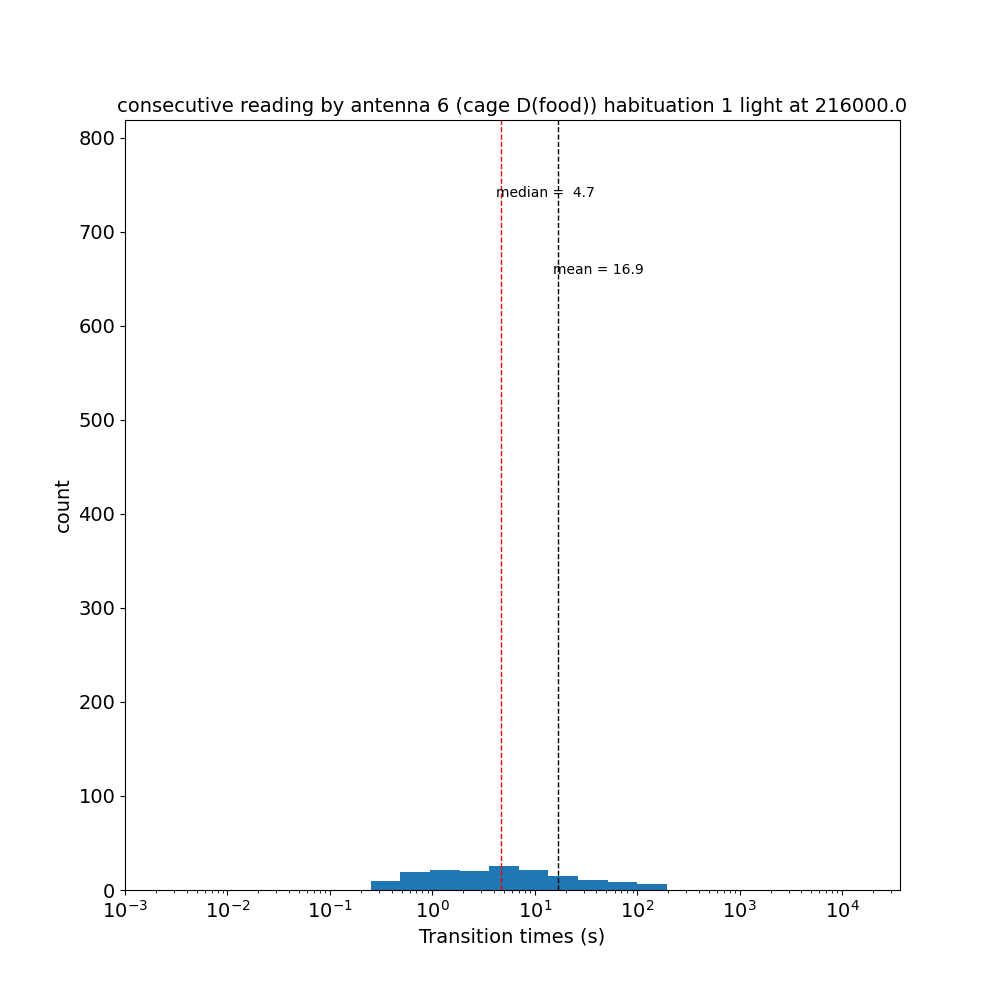 consecutive reading by antenna 6 (cage D(food)) habituation 1 light at 216000.0
800
median =  4.7
700
mean = 16.9
600
500
400
300
200
100
0
count
10⁻³ 10⁻² 10⁻¹ 10⁰ 10¹ 10² 10³ 10⁴
Transition times (s)